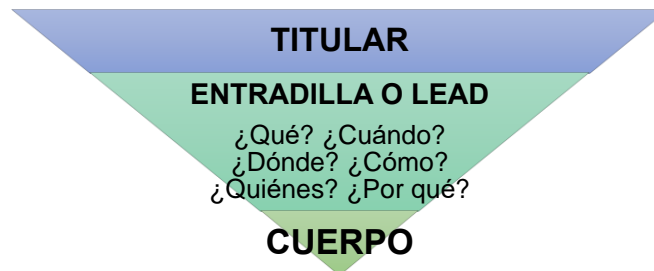 TITULAR
ENTRADILLA O LEAD
¿Qué? ¿Cuándo?
¿Dónde? ¿Cómo?
¿Quiénes? ¿Por qué?
CUERPO